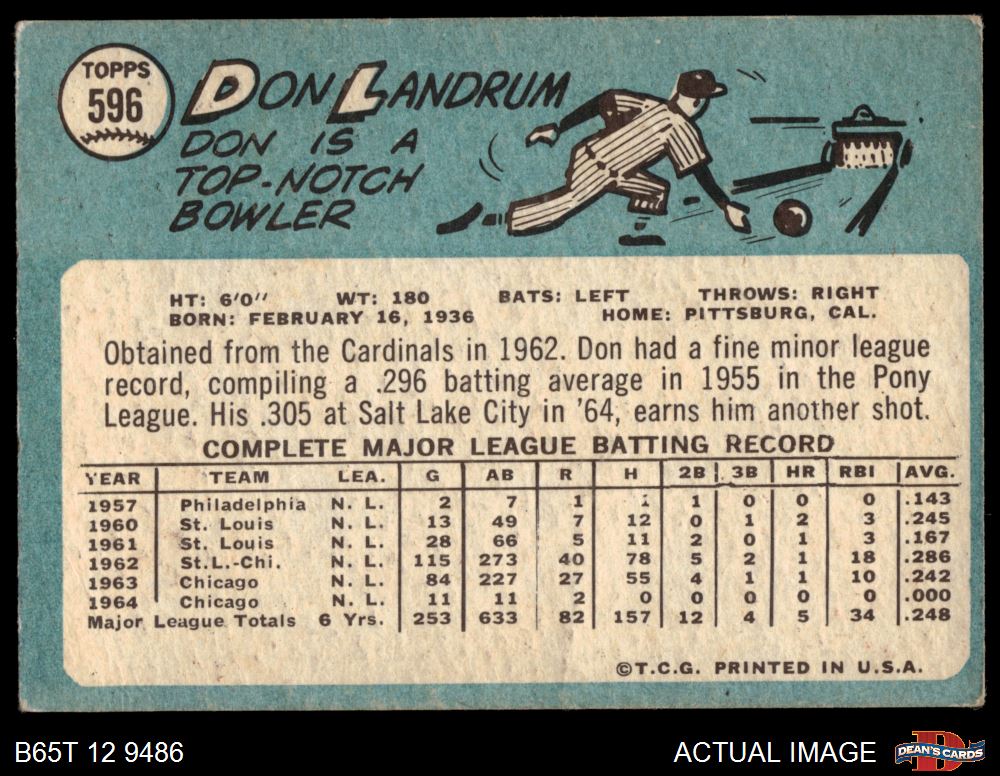 TOPPS
596
DON LANDRUM
DON IS A
TOP-NOTCH
BOWLER
HT: 6'0" WT: 180 BATS: LEFT THROWS: RIGHT
BORN: FEBRUARY 16, 1936 HOME: PITTSBURG, CAL.
Obtained from the Cardinals in 1962. Don had a fine minor league
record, compiling a .296 batting average in 1955 in the Pony
League. His .305 at Salt Lake City in '64, earns him another shot.
COMPLETE MAJOR LEAGUE BATTING RECORD
YEAR TEAM LEA. G AB R H 2B 3B HR RBI AVG.
1957 Philadelphia N. L. 2 7 1 1 1 0 0 0 .143
1960 St. Louis N. L. 13 49 7 12 0 1 2 3 .245
1961 St. Louis N. L. 28 66 5 11 2 0 1 3 .167
1962 St.L.-Chi. N. L. 115 273 40 78 5 2 1 18 .286
1963 Chicago N. L. 84 227 27 55 4 1 1 10 .242
1964 Chicago N. L. 11 11 2 0 0 0 0 0 .000
Major League Totals 6 Yrs. 253 633 82 157 12 4 5 34 .248
©T.C.G. PRINTED IN U.S.A.
B65T 12 9486
ACTUAL IMAGE
DEAN'S CARDS